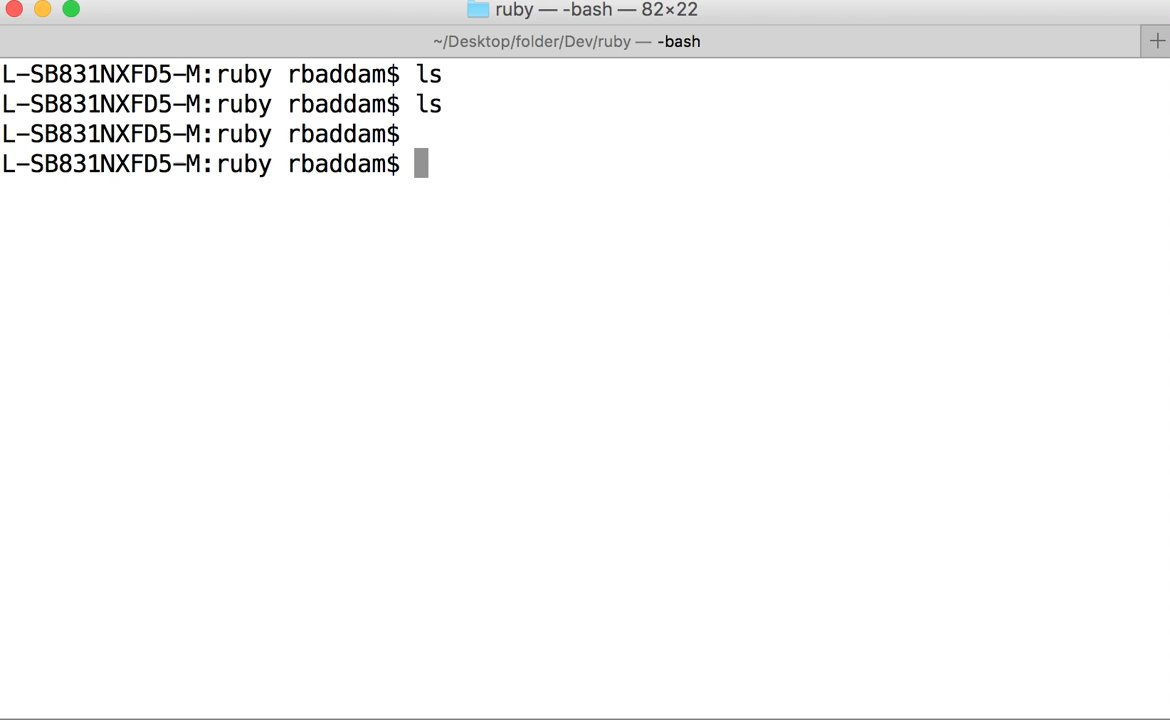 ruby — -bash — 82×22
~/Desktop/folder/Dev/ruby — -bash
L-SB831NXFD5-M:ruby rbaddam$ ls
L-SB831NXFD5-M:ruby rbaddam$ ls
L-SB831NXFD5-M:ruby rbaddam$
L-SB831NXFD5-M:ruby rbaddam$